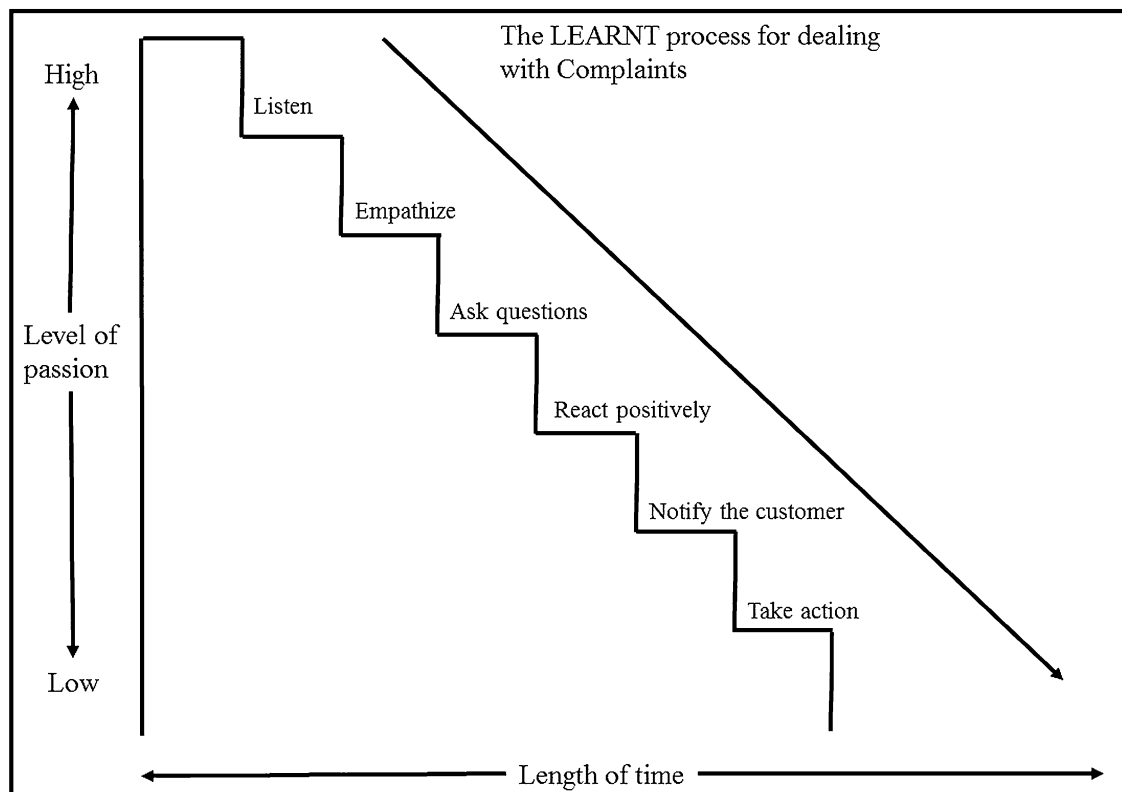 The LEARNT process for dealing
with Complaints
High
Listen
Empathize
Ask questions
Level of
passion
React positively
Notify the customer
Take action
Low
Length of time